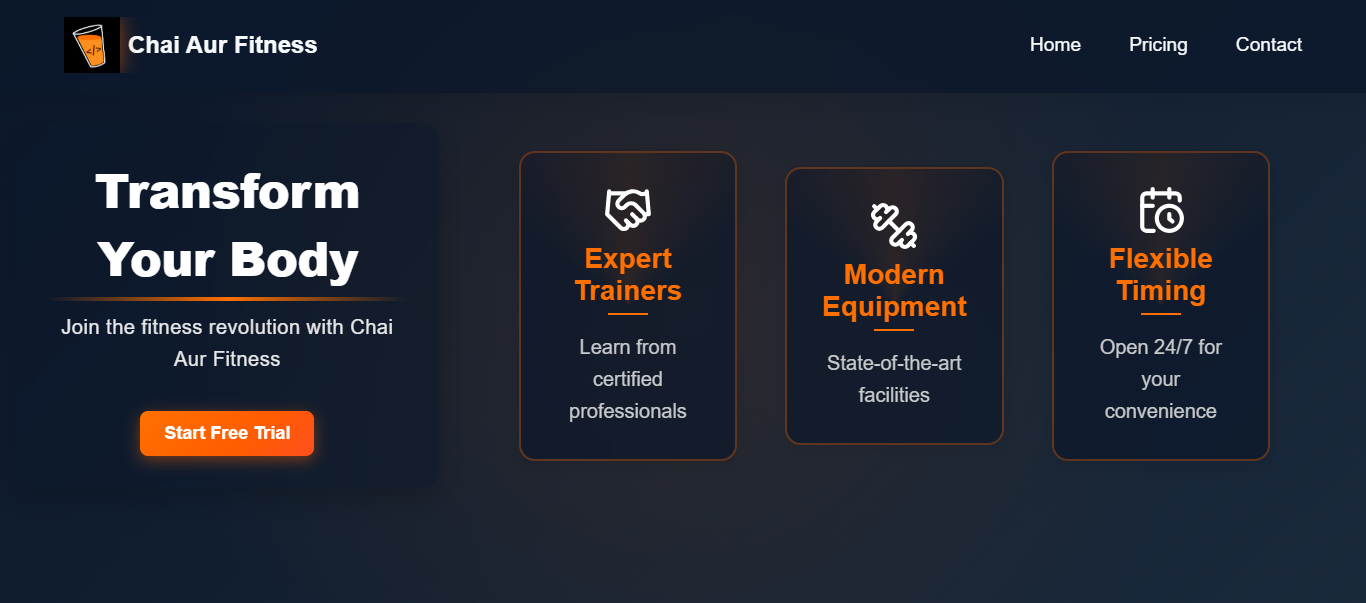 </>
Chai Aur Fitness
Home
Pricing
Contact
Transform
Your Body
Join the fitness revolution with Chai
Aur Fitness
Start Free Trial
Expert
Trainers
Learn from
certified
professionals
Modern
Equipment
State-of-the-art
facilities
Flexible
Timing
Open 24/7 for
your
convenience